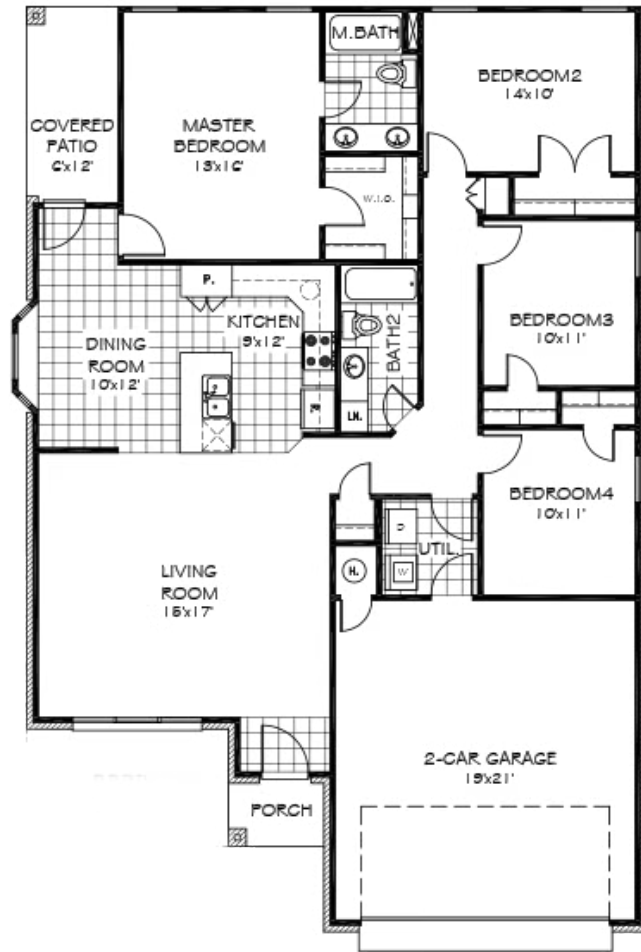 M.BATH
BEDROOM2
14'x10'
COVERED
PATIO
6'x12'
MASTER
BEDROOM
13'x16'
W.I.C.
P.
KITCHEN
9'x12'
BATH2
BEDROOM3
10'x11'
DINING
ROOM
10'x12'
R.
LN.
BEDROOM4
10'x11'
D
UTIL.
W
H.
LIVING
ROOM
15'x17'
2-CAR GARAGE
19'x21'
PORCH